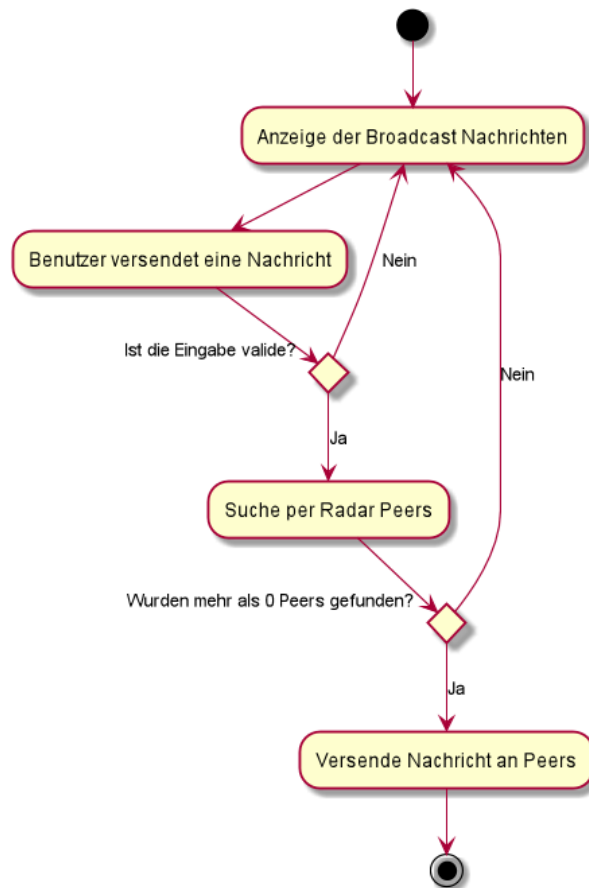 Anzeige der Broadcast Nachrichten
Benutzer versendet eine Nachricht
Nein
Ist die Eingabe valide?
Nein
Ja
Suche per Radar Peers
Wurden mehr als 0 Peers gefunden?
Ja
Versende Nachricht an Peers